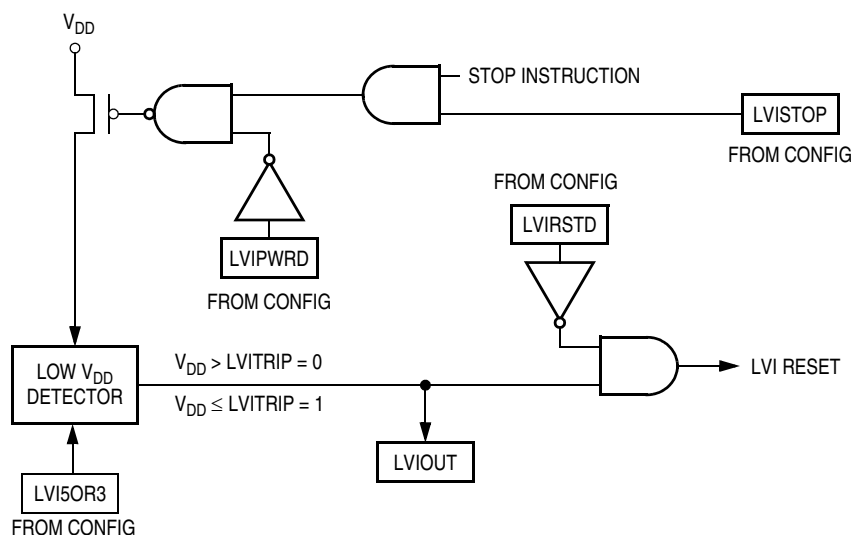 VDD
STOP INSTRUCTION
LVISTOP
FROM CONFIG
FROM CONFIG
LVIRSTD
LVIPWRD
FROM CONFIG
LOW VDD
DETECTOR
VDD > LVITRIP = 0
VDD ≤ LVITRIP = 1
LVI RESET
LVIOUT
LVI5OR3
FROM CONFIG